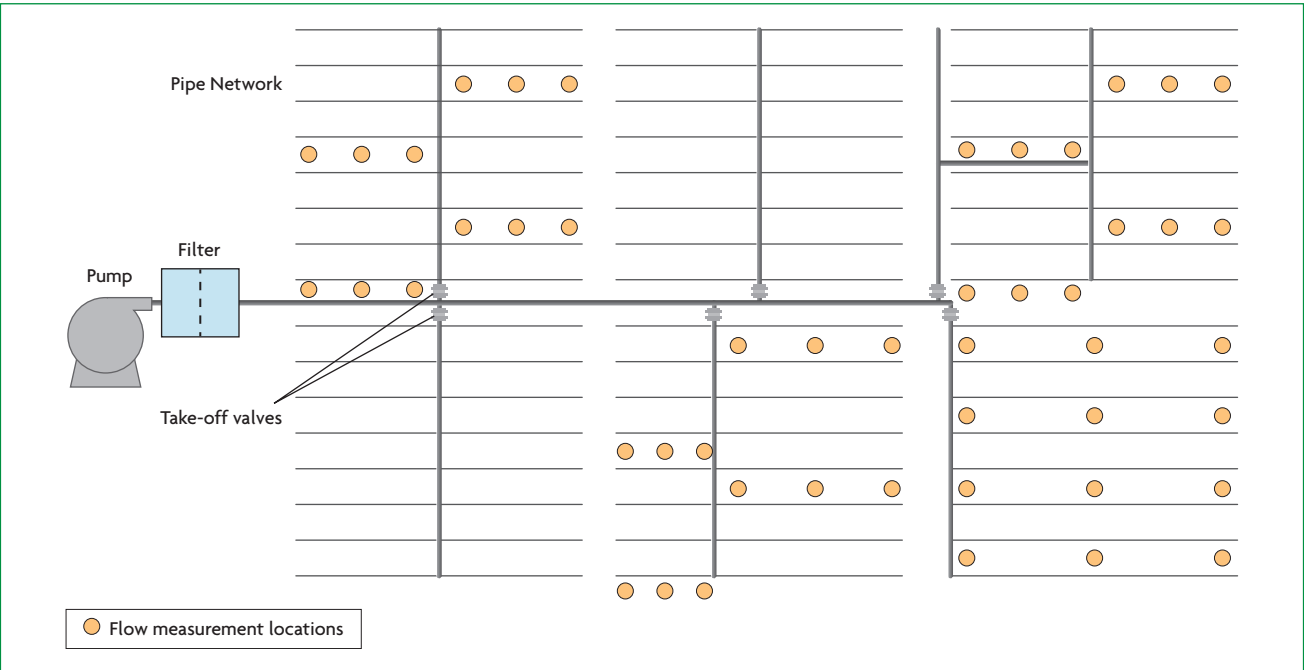 Pipe Network
Filter
Pump
Take-off valves
Flow measurement locations